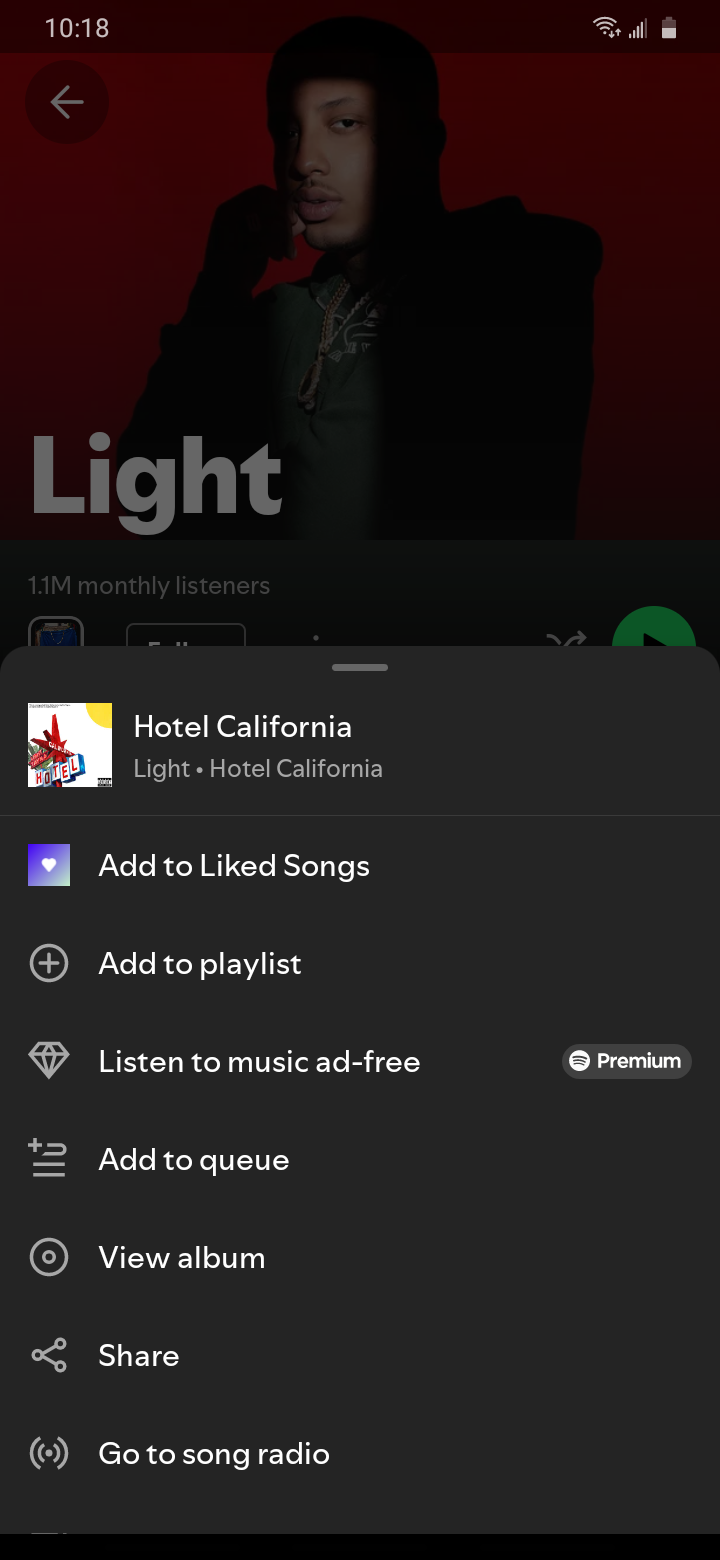 10:18
Light
1.1M monthly listeners
HOTEL
Hotel California
Light • Hotel California
Add to Liked Songs
Add to playlist
Listen to music ad-free
Premium
Add to queue
View album
Share
Go to song radio